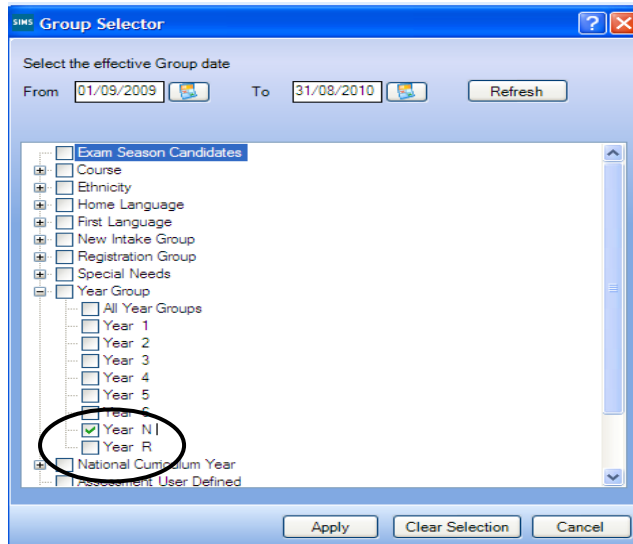 SIMS Group Selector
Select the effective Group date
From 01/09/2009 To 31/08/2010 Refresh
Exam Season Candidates
Course
Ethnicity
Home Language
First Language
New Intake Group
Registration Group
Special Needs
Year Group
All Year Groups
Year 1
Year 2
Year 3
Year 4
Year 5
Year 6
Year N
Year R
National Curriculum Year
Assessment User Defined
Apply Clear Selection Cancel